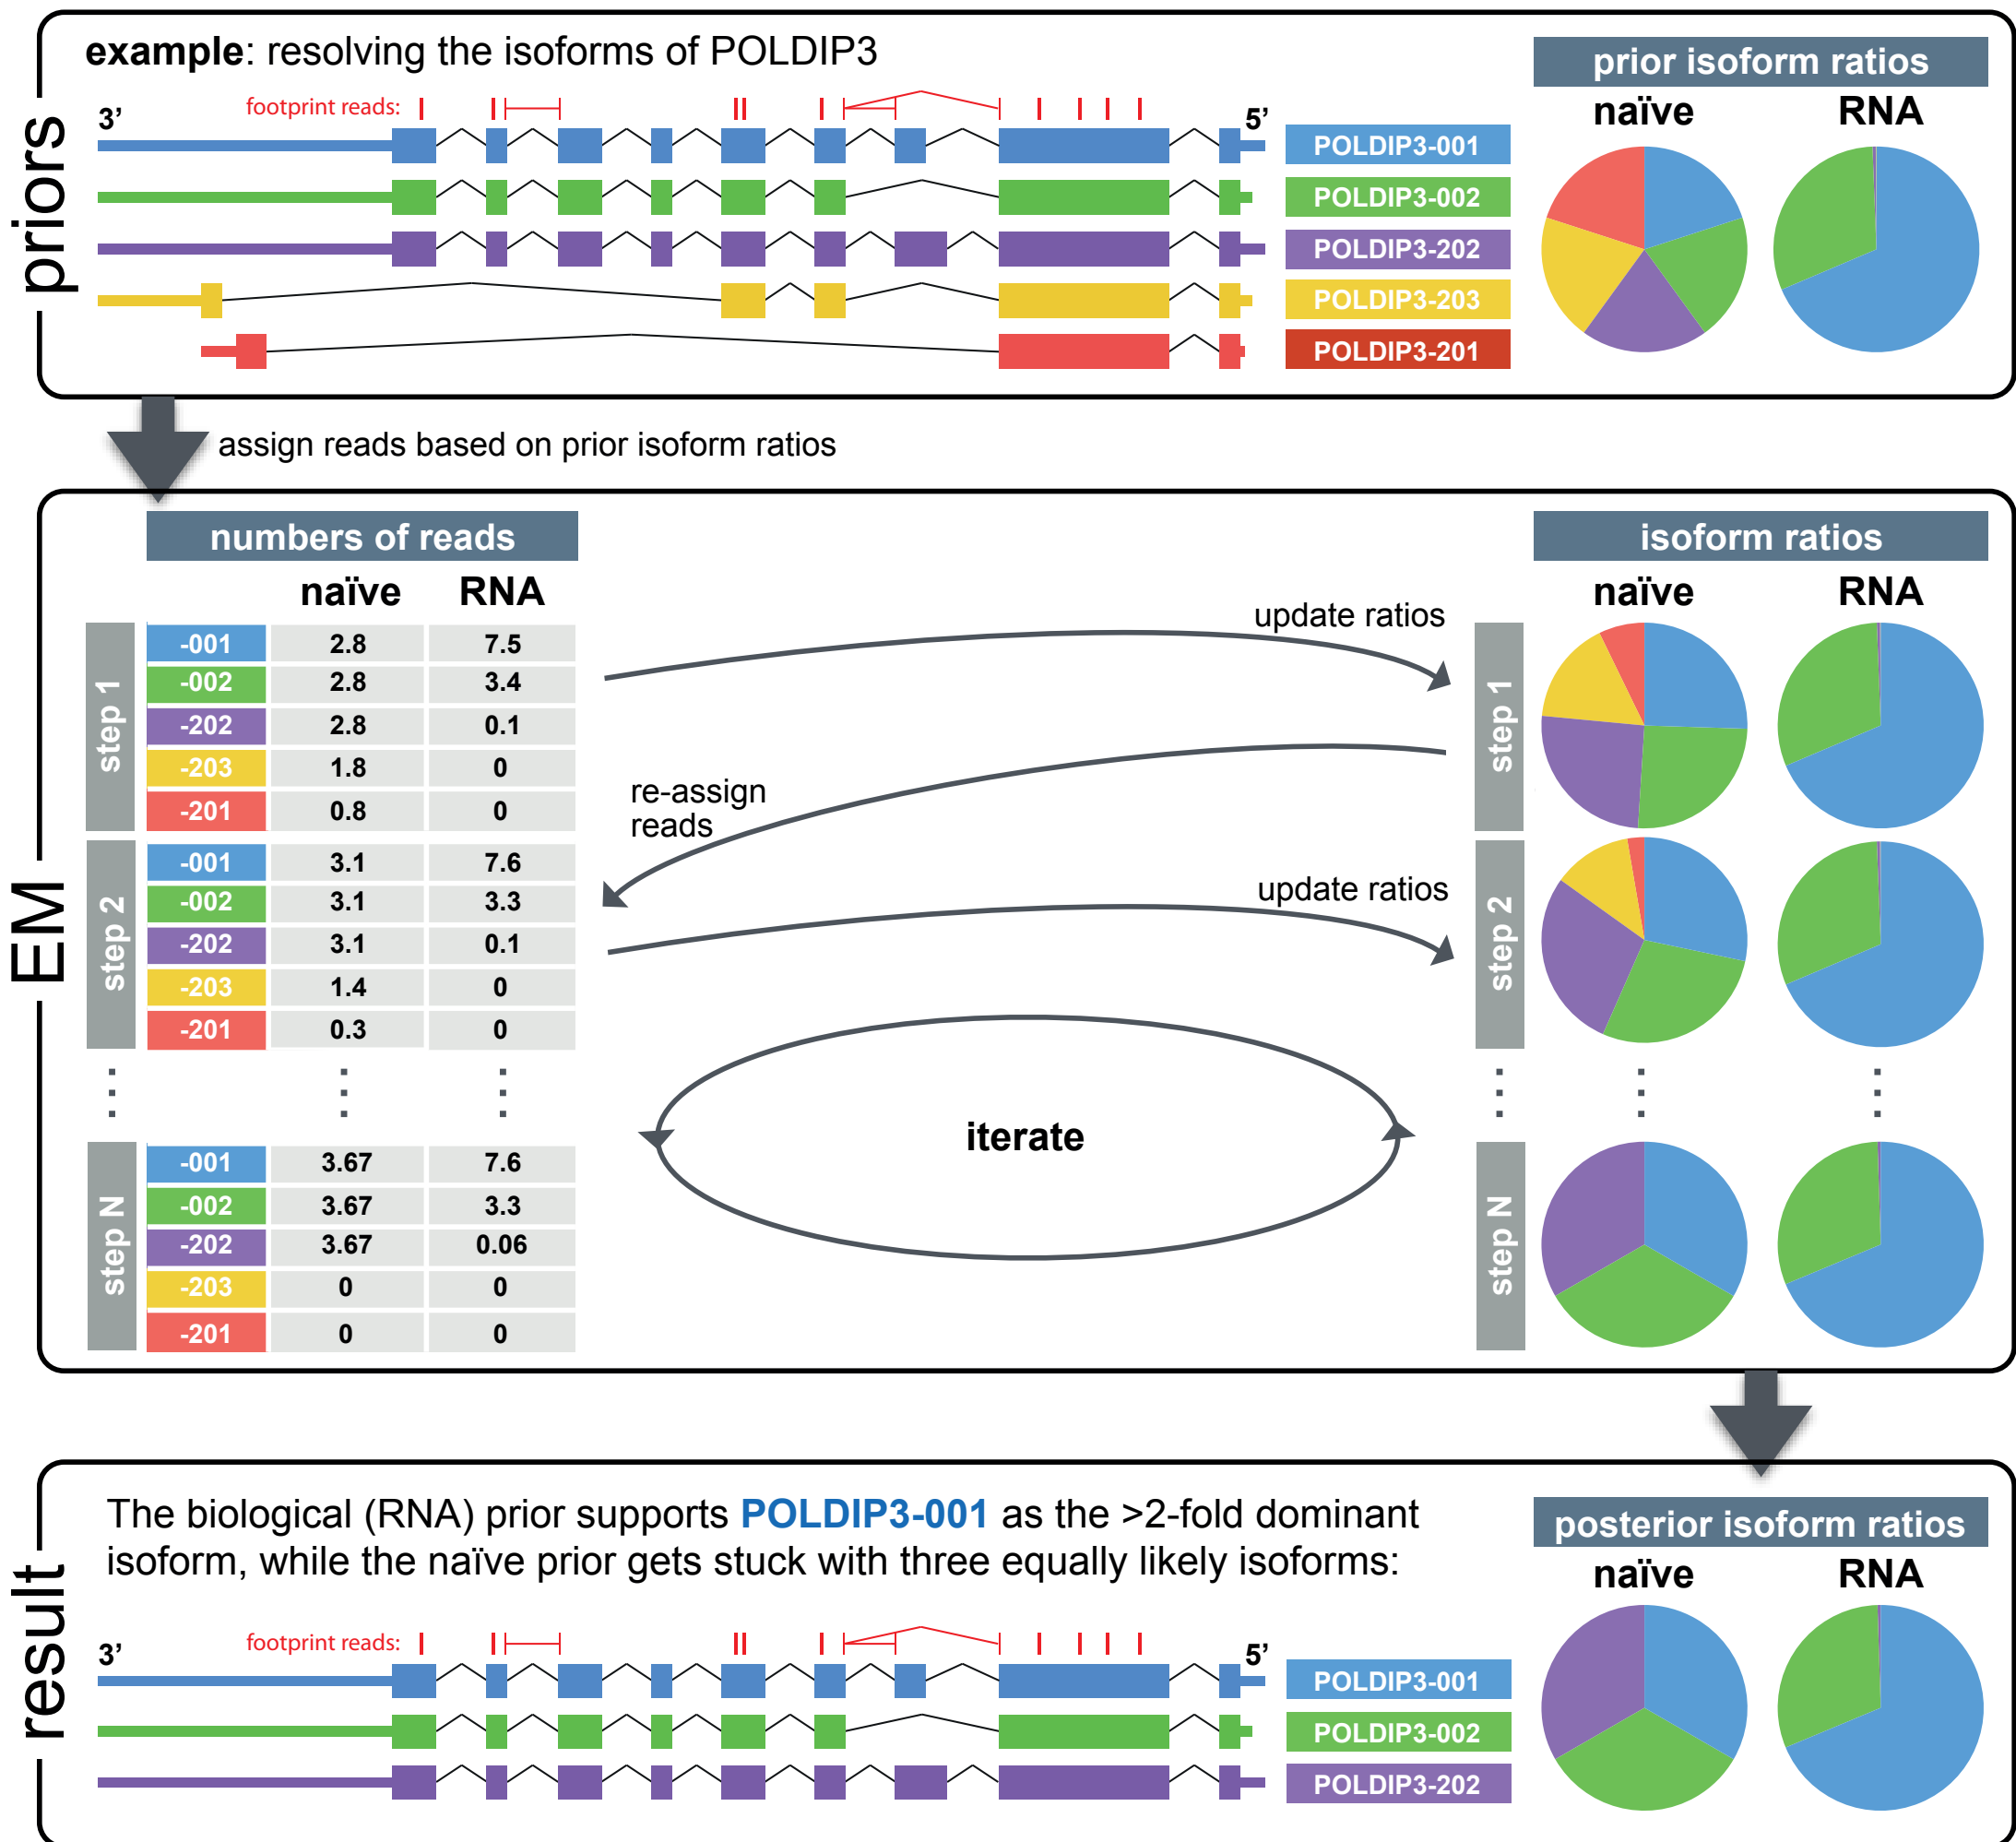 priors
example: resolving the isoforms of POLDIP3
footprint reads:
3’
5’
POLDIP3-001
POLDIP3-002
POLDIP3-202
POLDIP3-203
POLDIP3-201
prior isoform ratios
naïve RNA
assign reads based on prior isoform ratios
EM
numbers of reads
naïve RNA
step 1
-001 2.8 7.5
-002 2.8 3.4
-202 2.8 0.1
-203 1.8 0
-201 0.8 0
step 2
-001 3.1 7.6
-002 3.1 3.3
-202 3.1 0.1
-203 1.4 0
-201 0.3 0
step N
-001 3.67 7.6
-002 3.67 3.3
-202 3.67 0.06
-203 0 0
-201 0 0
update ratios
re-assign
reads
update ratios
iterate
isoform ratios
naïve RNA
step 1
step 2
step N
result
The biological (RNA) prior supports POLDIP3-001 as the >2-fold dominant
isoform, while the naïve prior gets stuck with three equally likely isoforms:
footprint reads:
3’
5’
POLDIP3-001
POLDIP3-002
POLDIP3-202
posterior isoform ratios
naïve RNA